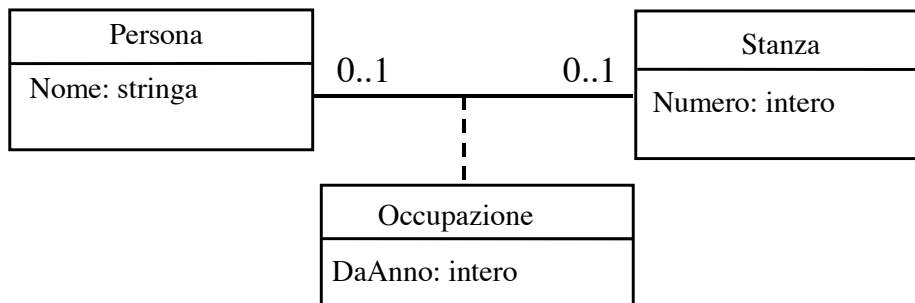 Persona
Nome: stringa
0..1
0..1
Stanza
Numero: intero
Occupazione
DaAnno: intero